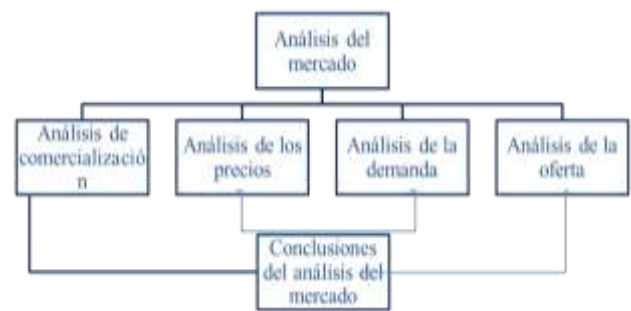 Análisis del
mercado
Análisis de
comercializació
n
Análisis de los
precios
Análisis de la
demanda
Análisis de la
oferta
Conclusiones
del análisis del
mercado